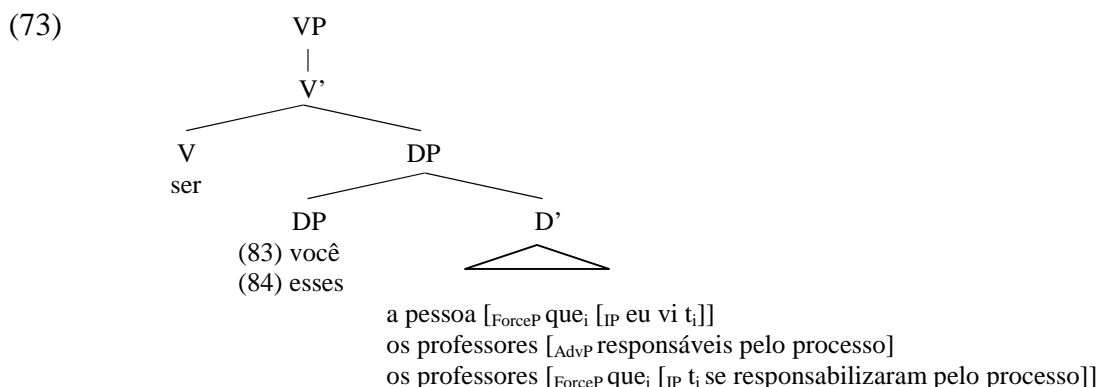 (73) VP
V’
V DP
ser
DP D’
(83) você
(84) esses
a pessoa [ForceP quei [IP eu vi ti]]
os professores [AdvP responsáveis pelo processo]
os professores [ForceP quei [IP ti se responsabilizaram pelo processo]]